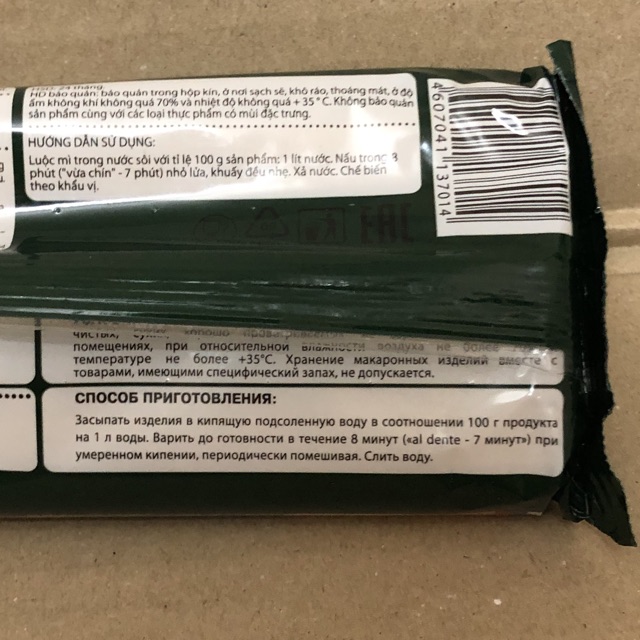 HSD: 24 tháng
HD bảo quản: bảo quản trong hộp kín, ở nơi sạch sẽ, khô ráo, thoáng mát, ở độ
ẩm không khí không quá 70% và nhiệt độ không quá + 35 °C. Không bảo quản
sản phẩm cùng với các loại thực phẩm có mùi đặc trưng.
HƯỚNG DẪN SỬ DỤNG:
Luộc mì trong nước sôi với tỉ lệ 100 g sản phẩm: 1 lít nước. Nấu trong 8
phút ("vừa chín" - 7 phút) nhỏ lửa, khuấy đều nhẹ. Xả nước. Chế biến
theo khẩu vị.
4607041137014
EAC
чистых, хорошо
помещениях, при относительной влажности воздуха не более
температуре не более +35°С. Хранение макаронных изделий вместе с
товарами, имеющими специфический запах, не допускается.
СПОСОБ ПРИГОТОВЛЕНИЯ:
Засыпать изделия в кипящую подсоленную воду в соотношении 100 г продукта
на 1 л воды. Варить до готовности в течение 8 минут («al dente - 7 минут») при
умеренном кипении, периодически помешивая. Слить воду.